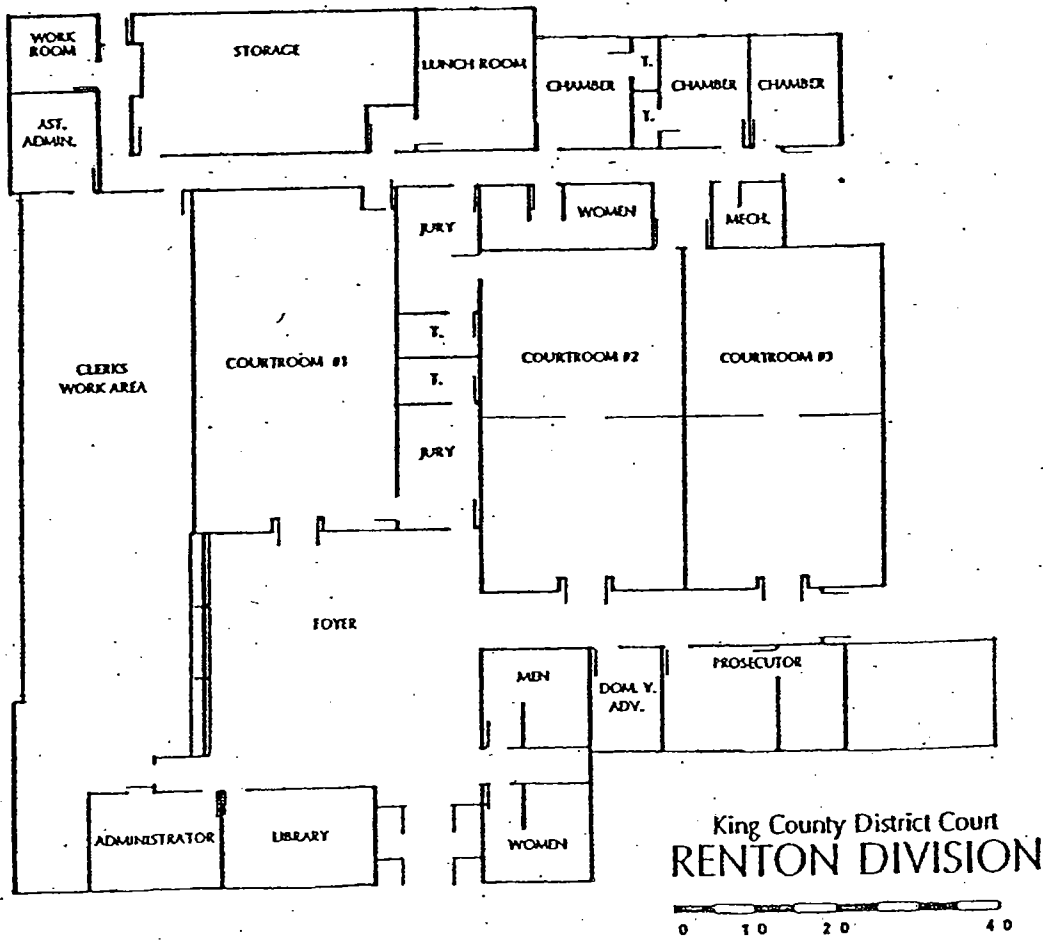 WORK
ROOM
STORAGE
LUNCH ROOM
CHAMBER
T.
CHAMBER
CHAMBER
T.
AST.
ADMIN.
JURY
WOMEN
MECH.
T.
CLERKS
WORK AREA
COURTROOM #1
COURTROOM #2
COURTROOM #3
T.
JURY
FOYER
MEN
DOM. V.
ADV.
PROSECUTOR
ADMINISTRATOR
LIBRARY
WOMEN
King County District Court
RENTON DIVISION
0 10 20 40